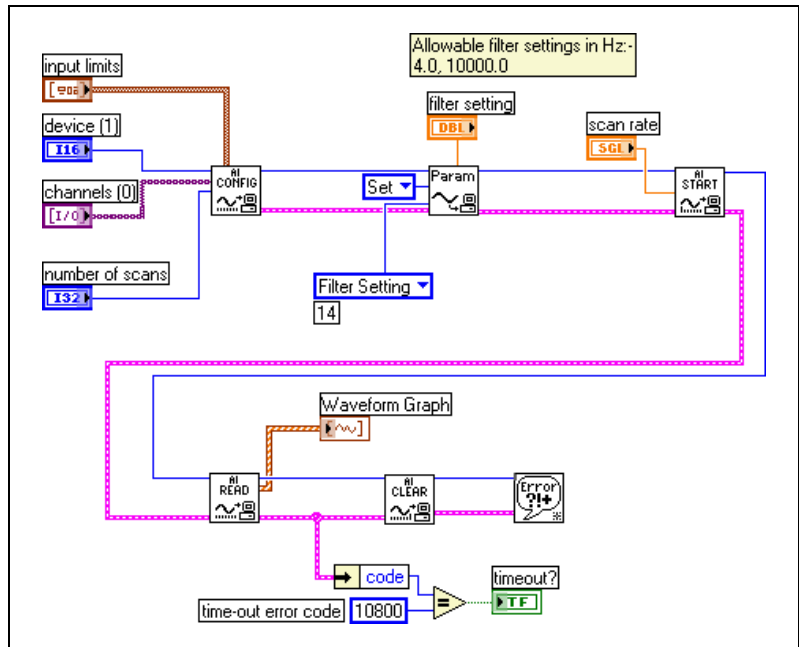 Allowable filter settings in Hz:-
4.0, 10000.0
input limits
device (1)
I16
channels (0)
[I/O]
number of scans
I32
AI
CONFIG
filter setting
DBL
Set
Param
Filter Setting
14
scan rate
SGL
AI
START
Waveform Graph
AI
READ
AI
CLEAR
Error
?!+
code
time-out error code
10800
=
timeout?
TF